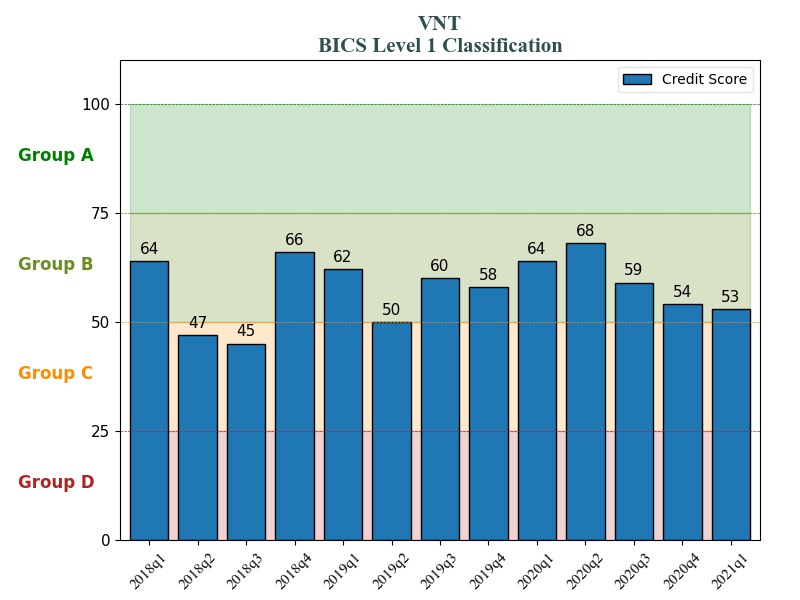 VNT
BICS Level 1 Classification
Credit Score
100
Group A
75
68
66
64
64
62
Group B
60
59
58
54
53
50
50
47
45
Group C
25
Group D
0
2018q1 2018q2 2018q3 2018q4 2019q1 2019q2 2019q3 2019q4 2020q1 2020q2 2020q3 2020q4 2021q1